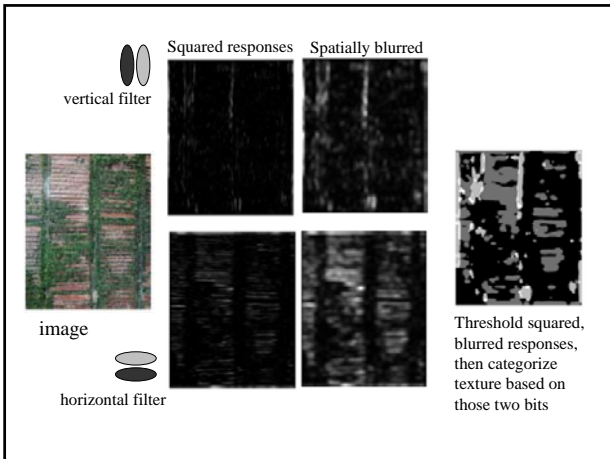 Squared responses
Spatially blurred
vertical filter
image
horizontal filter
Threshold squared,
blurred responses,
then categorize
texture based on
those two bits